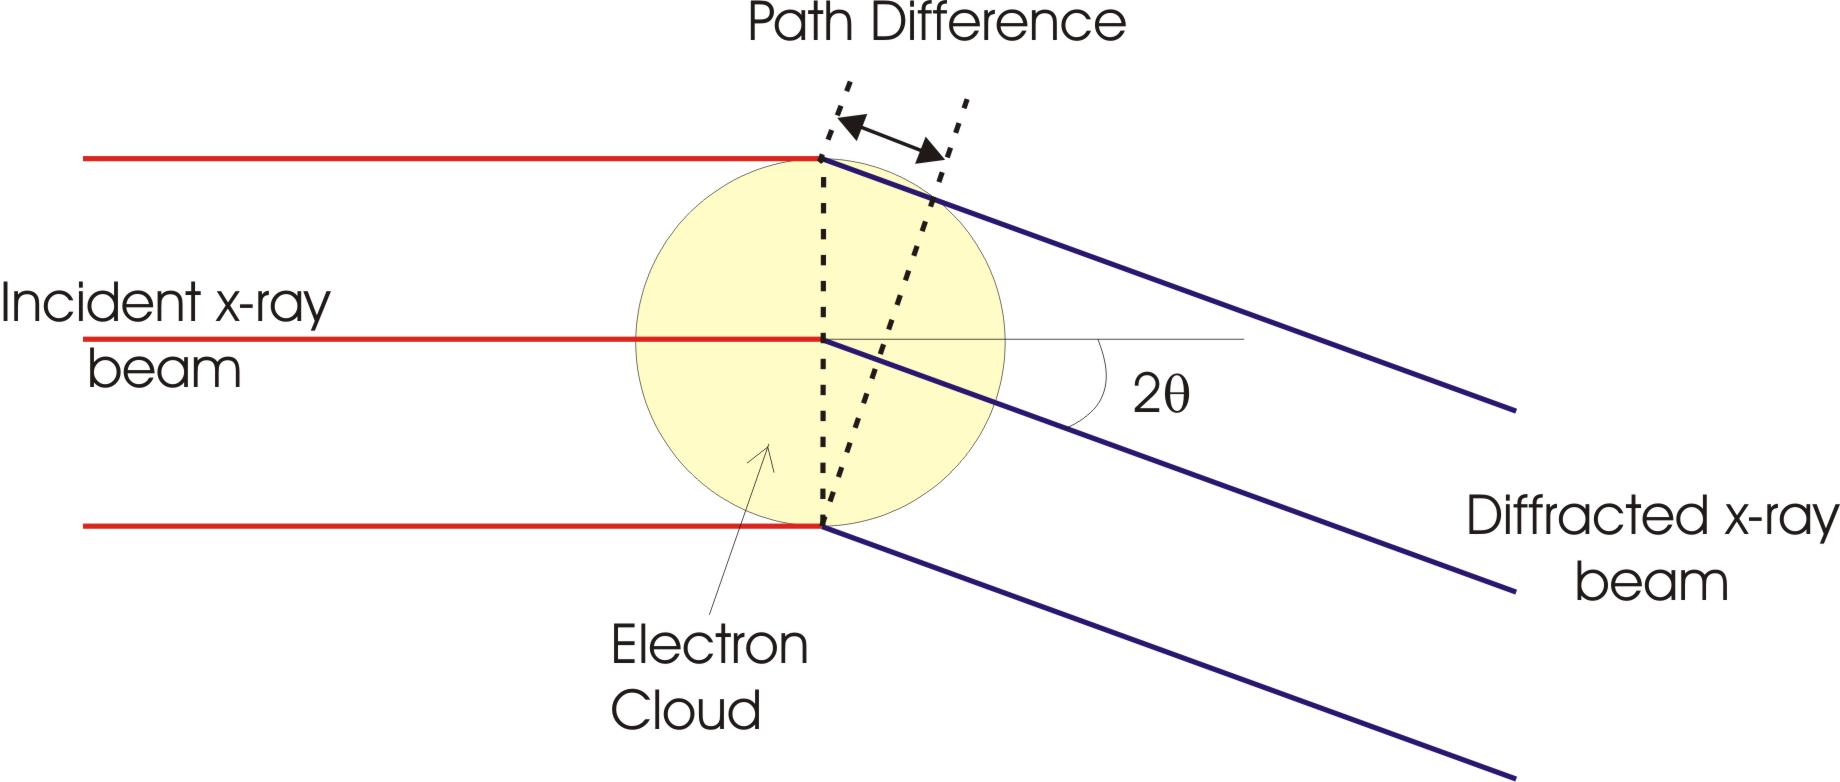 Path Difference
Incident x-ray
beam
2θ
Diffracted x-ray
beam
Electron
Cloud